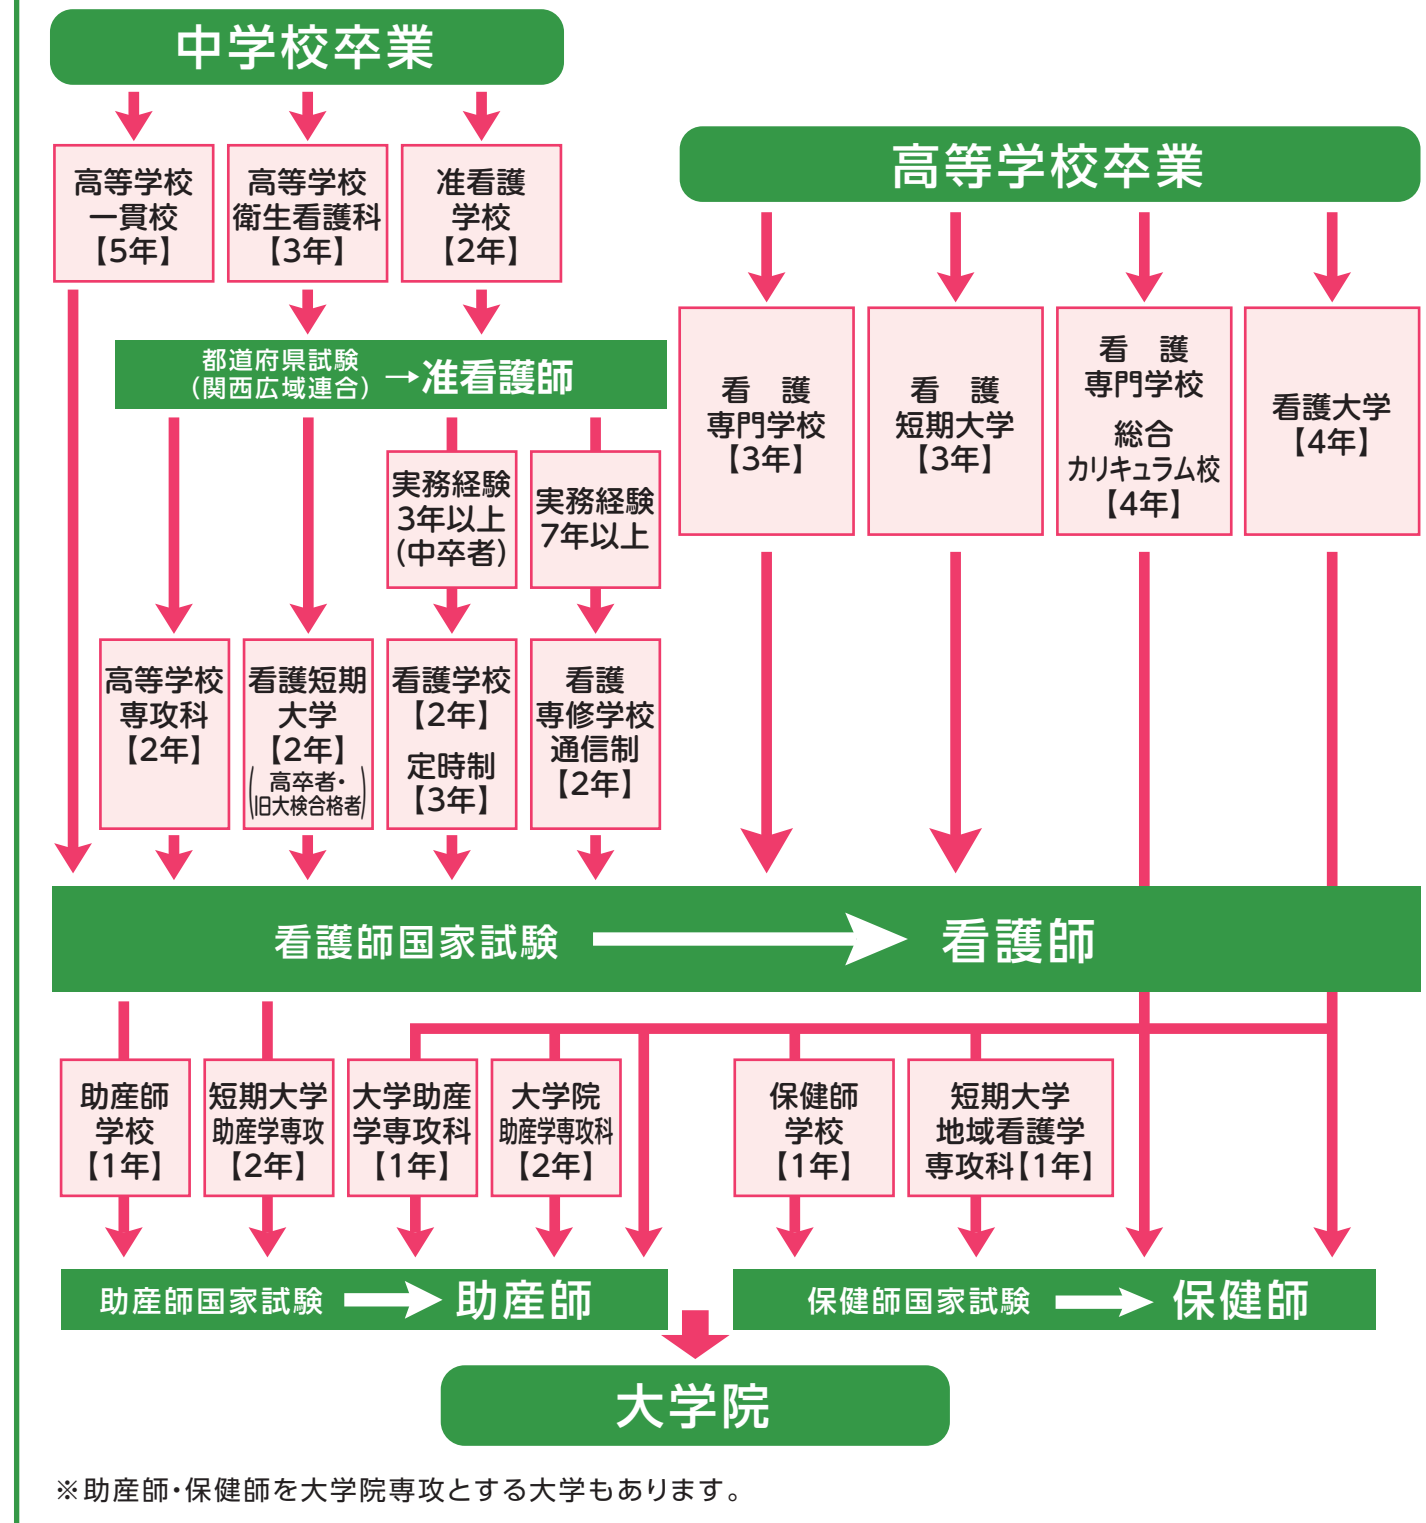 中学校卒業
高等学校
一貫校
【5年】
高等学校
衛生看護科
【3年】
准看護
学校
【2年】
都道府県試験
(関西広域連合)
→准看護師
実務経験
3年以上
(中卒者)
実務経験
7年以上
高等学校
専攻科
【2年】
看護短期
大学
【2年】
(高卒者・
旧大検合格者)
看護学校
【2年】
定時制
【3年】
看護
専修学校
通信制
【2年】
高等学校卒業
看　護
専門学校
【3年】
看　護
短期大学
【3年】
看　護
専門学校
総合
カリキュラム校
【4年】
看護大学
【4年】
看護師国家試験 → 看護師
助産師
学校
【1年】
短期大学
助産学専攻
【2年】
大学助産
学専攻科
【1年】
大学院
助産学専攻科
【2年】
保健師
学校
【1年】
短期大学
地域看護学
専攻科【1年】
助産師国家試験 → 助産師
保健師国家試験 → 保健師
大学院
※助産師・保健師を大学院専攻とする大学もあります。